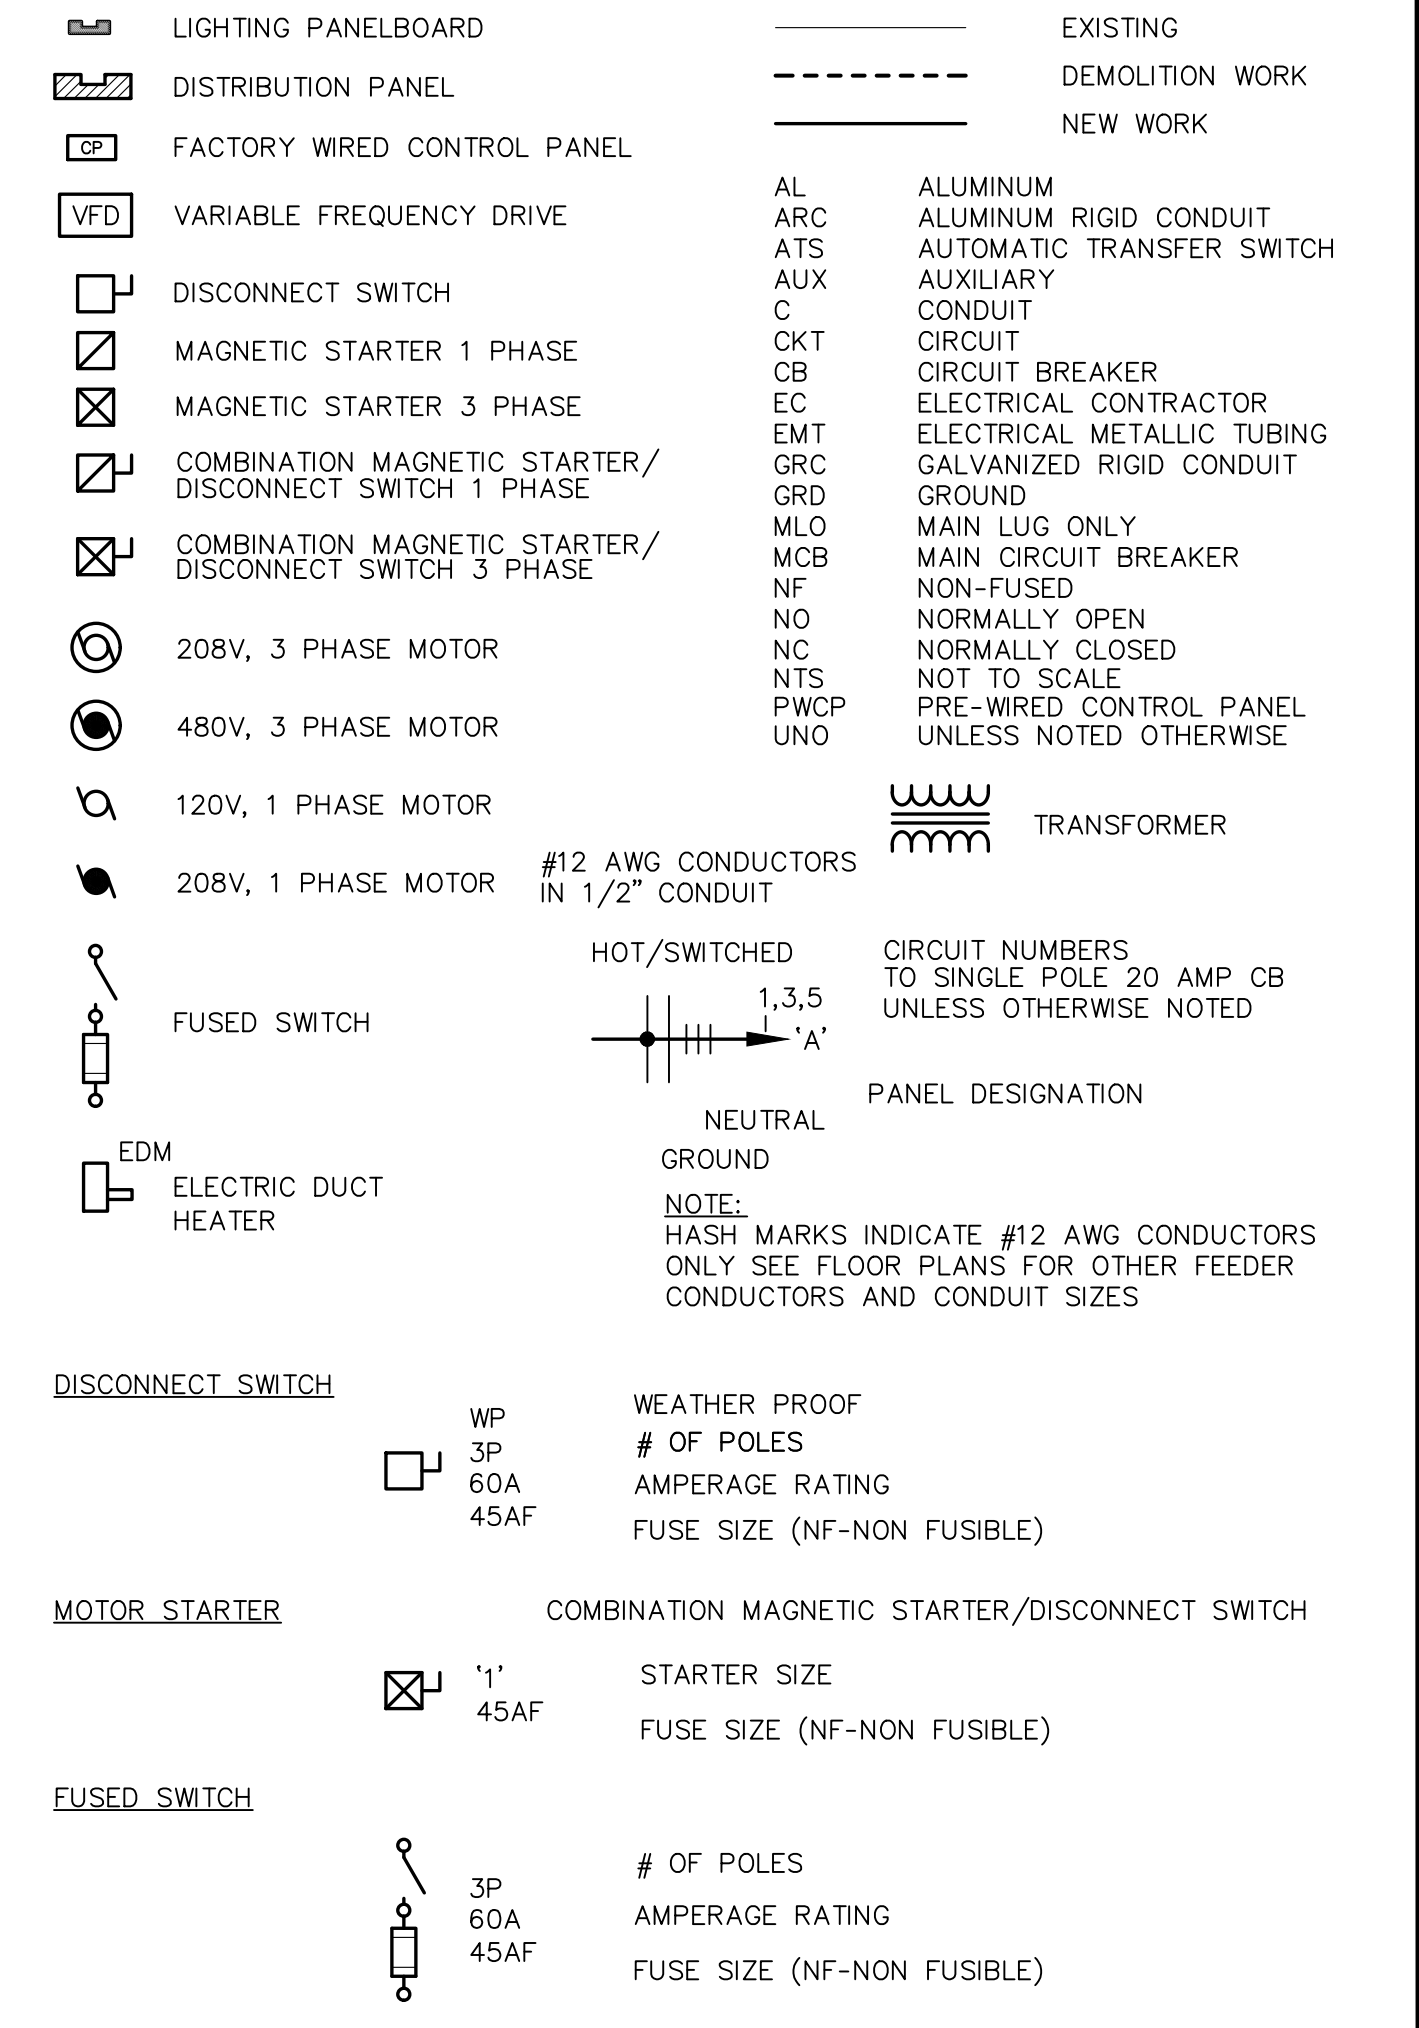 LIGHTING PANELBOARD
DISTRIBUTION PANEL
CP FACTORY WIRED CONTROL PANEL
VFD VARIABLE FREQUENCY DRIVE
DISCONNECT SWITCH
MAGNETIC STARTER 1 PHASE
MAGNETIC STARTER 3 PHASE
COMBINATION MAGNETIC STARTER/
DISCONNECT SWITCH 1 PHASE
COMBINATION MAGNETIC STARTER/
DISCONNECT SWITCH 3 PHASE
208V, 3 PHASE MOTOR
480V, 3 PHASE MOTOR
120V, 1 PHASE MOTOR
208V, 1 PHASE MOTOR
FUSED SWITCH
EDM
ELECTRIC DUCT
HEATER
EXISTING
DEMOLITION WORK
NEW WORK
AL ALUMINUM
ARC ALUMINUM RIGID CONDUIT
ATS AUTOMATIC TRANSFER SWITCH
AUX AUXILIARY
C CONDUIT
CKT CIRCUIT
CB CIRCUIT BREAKER
EC ELECTRICAL CONTRACTOR
EMT ELECTRICAL METALLIC TUBING
GRC GALVANIZED RIGID CONDUIT
GRD GROUND
MLO MAIN LUG ONLY
MCB MAIN CIRCUIT BREAKER
NF NON-FUSED
NO NORMALLY OPEN
NC NORMALLY CLOSED
NTS NOT TO SCALE
PWCP PRE-WIRED CONTROL PANEL
UNO UNLESS NOTED OTHERWISE
TRANSFORMER
#12 AWG CONDUCTORS
IN 1/2" CONDUIT
HOT/SWITCHED
1,3,5
'A'
CIRCUIT NUMBERS
TO SINGLE POLE 20 AMP CB
UNLESS OTHERWISE NOTED
PANEL DESIGNATION
NEUTRAL
GROUND
NOTE:
HASH MARKS INDICATE #12 AWG CONDUCTORS
ONLY SEE FLOOR PLANS FOR OTHER FEEDER
CONDUCTORS AND CONDUIT SIZES
DISCONNECT SWITCH
WP WEATHER PROOF
3P # OF POLES
60A AMPERAGE RATING
45AF FUSE SIZE (NF-NON FUSIBLE)
MOTOR STARTER COMBINATION MAGNETIC STARTER/DISCONNECT SWITCH
'1' STARTER SIZE
45AF FUSE SIZE (NF-NON FUSIBLE)
FUSED SWITCH
3P # OF POLES
60A AMPERAGE RATING
45AF FUSE SIZE (NF-NON FUSIBLE)